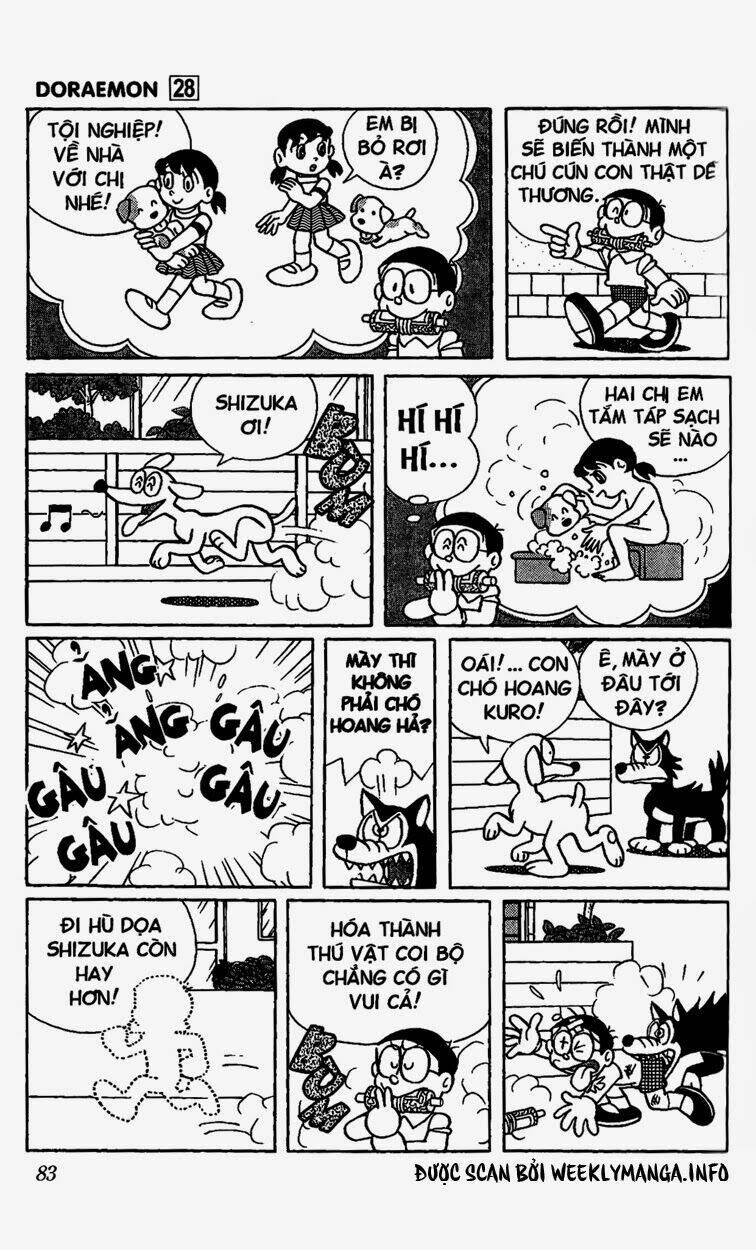 DORAEMON 28
ĐÚNG RỒI! MÌNH
SẼ BIẾN THÀNH MỘT
CHÚ CÚN CON THẬT DỄ
THƯƠNG.
EM BỊ
BỎ RƠI
À?
TỘI NGHIỆP!
VỀ NHÀ
VỚI CHỊ
NHÉ!
HAI CHỊ EM
TẮM TÁP SẠCH
SẼ NÀO
...
HÍ HÍ
HÍ...
SHIZUKA
ƠI!
Ê, MÀY Ở
ĐÂU TỚI
ĐÂY?
OÁI!... CON
CHÓ HOANG
KURO!
MÀY THÌ
KHÔNG
PHẢI CHÓ
HOANG HẢ?
ẲNG
ẲNG
GÂU
GÂU
GÂU
GÂU
HÓA THÀNH
THÚ VẬT COI BỘ
CHẲNG CÓ GÌ
VUI CẢ!
ĐI HÙ DỌA
SHIZUKA CÒN
HAY
HƠN!
83
ĐƯỢC SCAN BỞI WEEKLYMANGA.INFO